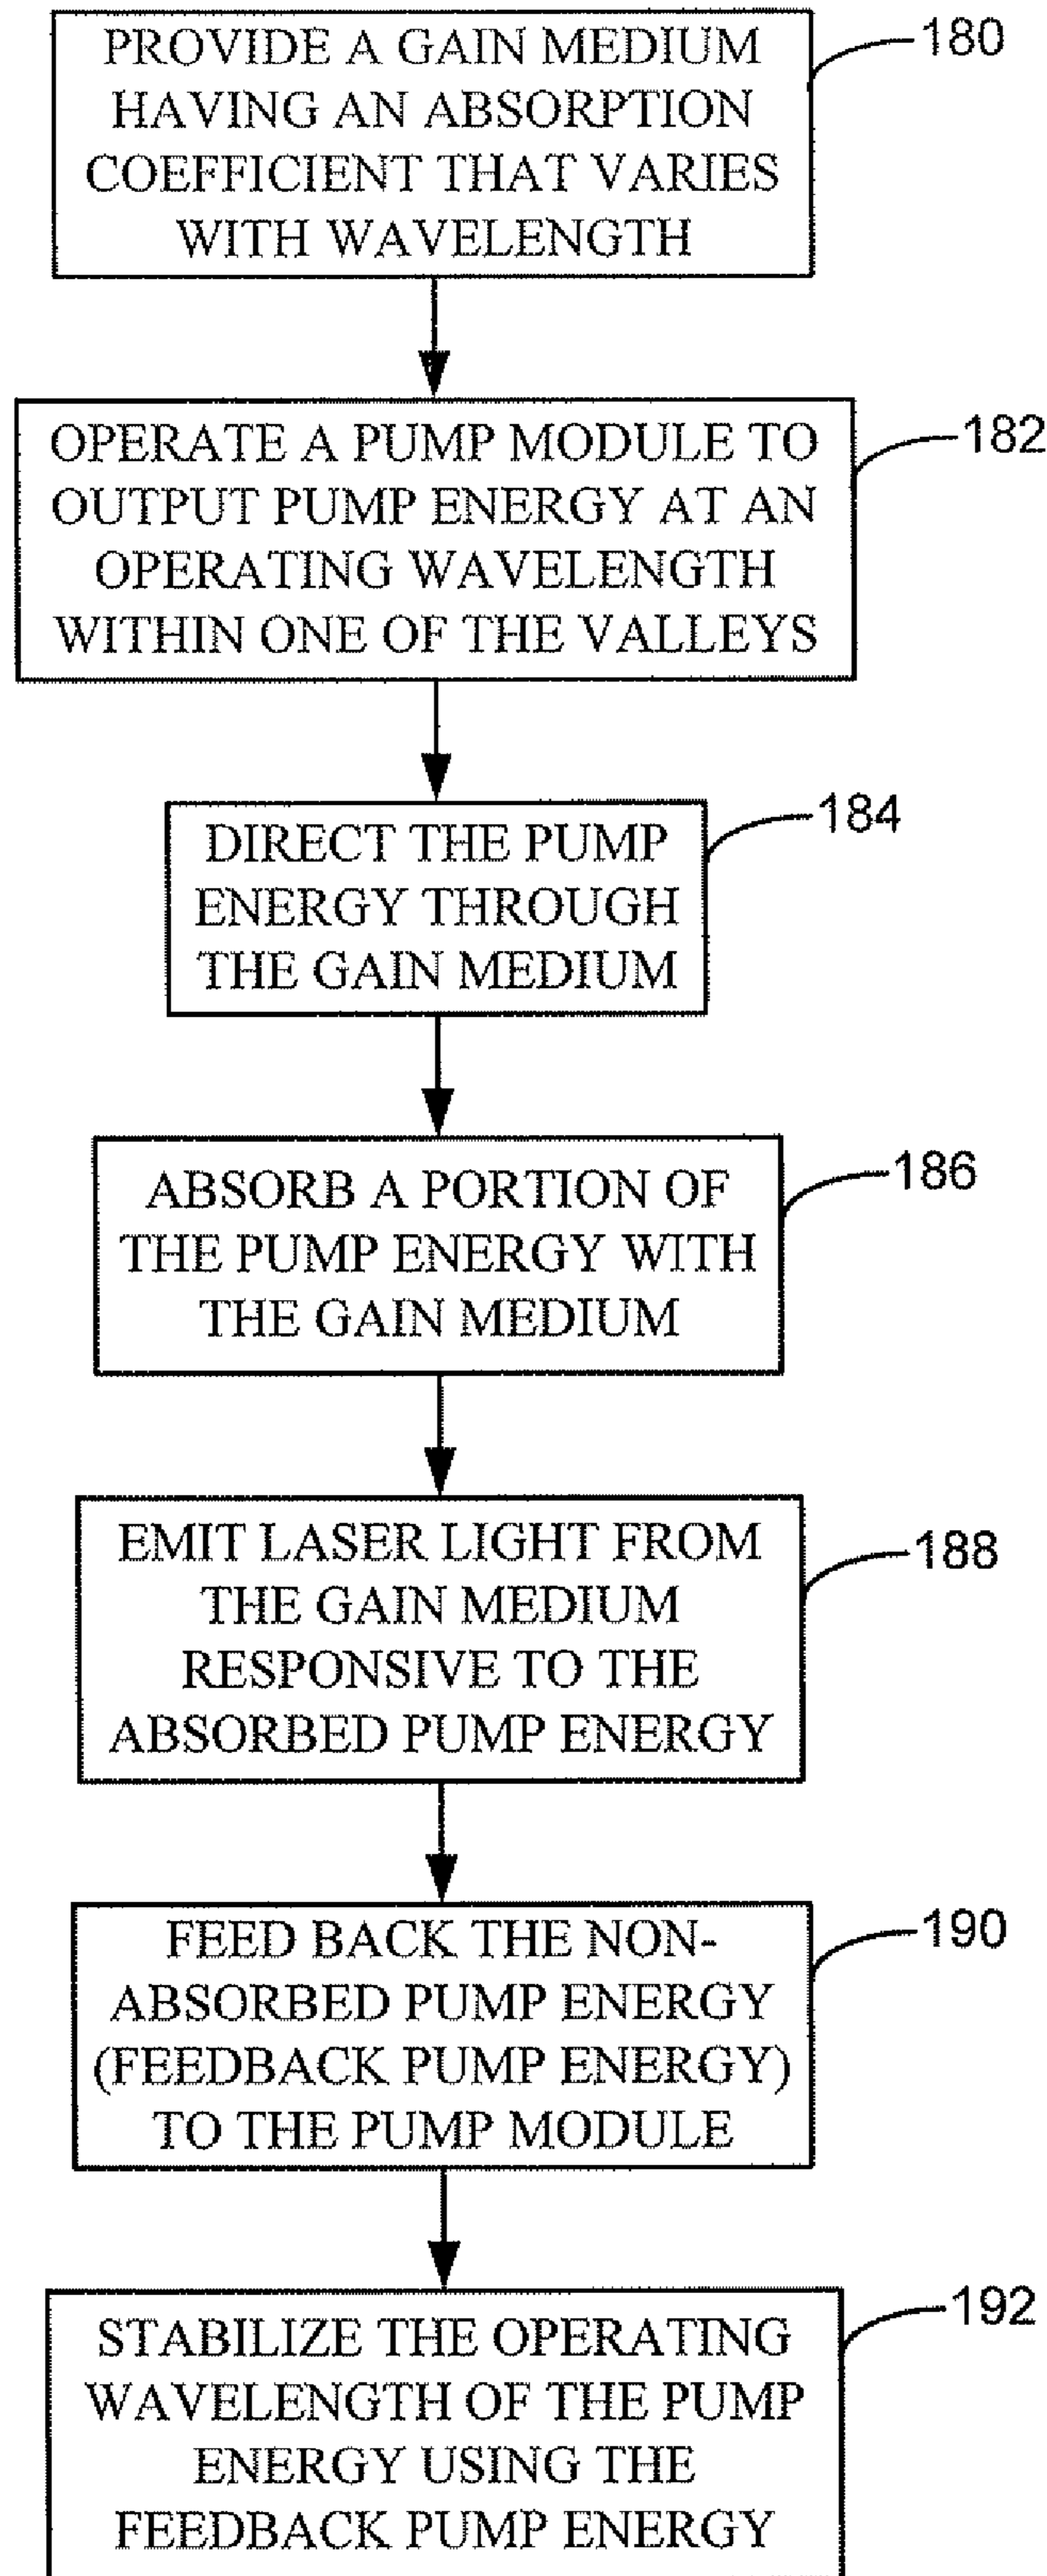 PROVIDE A GAIN MEDIUM
HAVING AN ABSORPTION
COEFFICIENT THAT VARIES
WITH WAVELENGTH
180
OPERATE A PUMP MODULE TO
OUTPUT PUMP ENERGY AT AN
OPERATING WAVELENGTH
WITHIN ONE OF THE VALLEYS
182
DIRECT THE PUMP
ENERGY THROUGH
THE GAIN MEDIUM
184
ABSORB A PORTION OF
THE PUMP ENERGY WITH
THE GAIN MEDIUM
186
EMIT LASER LIGHT FROM
THE GAIN MEDIUM
RESPONSIVE TO THE
ABSORBED PUMP ENERGY
188
FEED BACK THE NON-
ABSORBED PUMP ENERGY
(FEEDBACK PUMP ENERGY)
TO THE PUMP MODULE
190
STABILIZE THE OPERATING
WAVELENGTH OF THE PUMP
ENERGY USING THE
FEEDBACK PUMP ENERGY
192